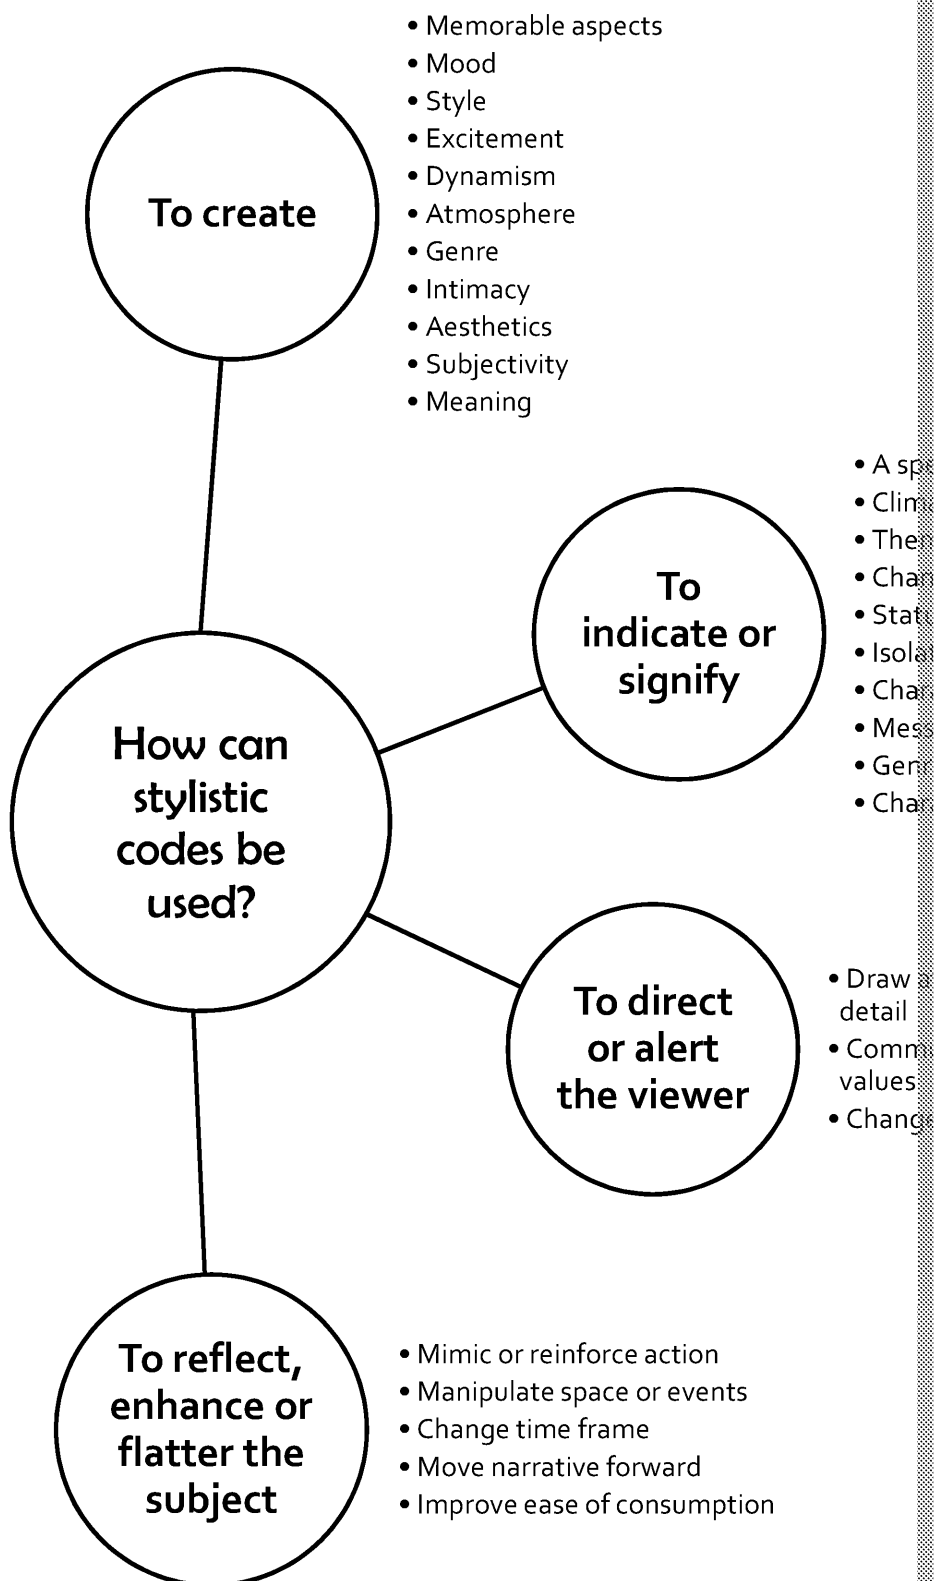 • Memorable aspects
• Mood
• Style
• Excitement
• Dynamism
• Atmosphere
• Genre
• Intimacy
• Aesthetics
• Subjectivity
• Meaning
To create
• A
To
indicate or
signify
How can
stylistic
codes be
used?
To direct
or alert
the viewer
• Draw
detail
•
values
•
To reflect,
enhance or
flatter the
subject
• Mimic or reinforce action
• Manipulate space or events
• Change time frame
• Move narrative forward
• Improve ease of consumption